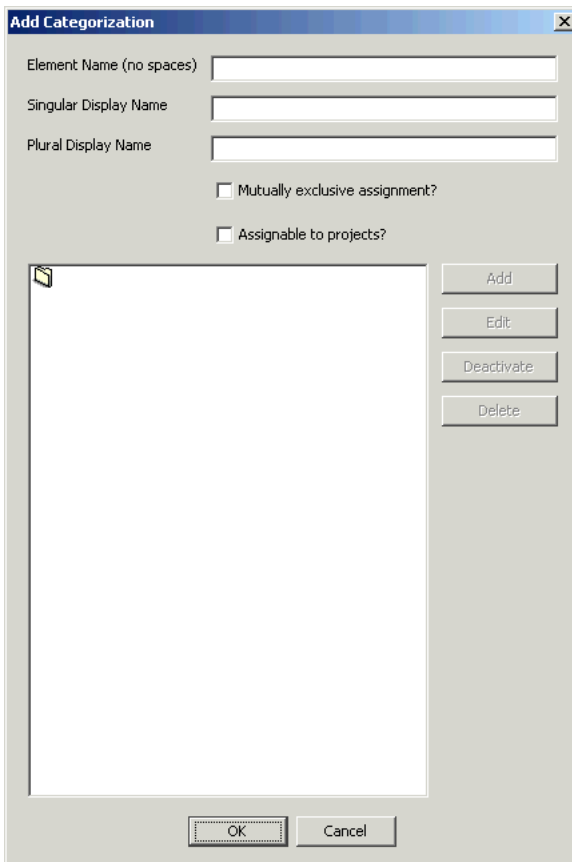 Add Categorization
Element Name (no spaces)
Singular Display Name
Plural Display Name
Mutually exclusive assignment?
Assignable to projects?
Add
Edit
Deactivate
Delete
OK Cancel